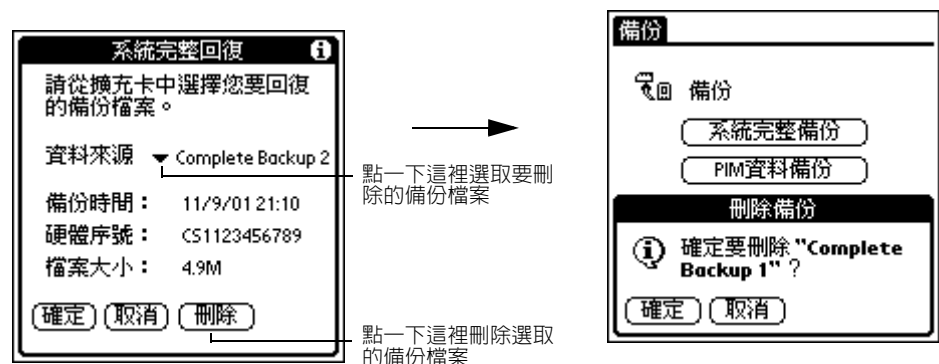 系統完整回復
請從擴充卡中選擇您要回復
的備份檔案。
資料來源 Complete Backup 2
備份時間： 11/9/01 21:10
硬體序號： CS1123456789
檔案大小： 4.9M
確定 取消 刪除
點一下這裡選取要刪
除的備份檔案
點一下這裡刪除選取
的備份檔案
備份
備份
系統完整備份
PIM資料備份
刪除備份
確定要刪除 "Complete
Backup 1" ？
確定 取消